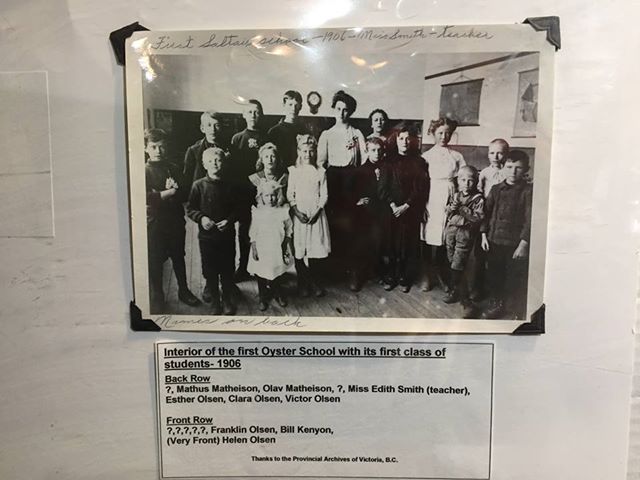 First Saltair school - 1906 - Miss Smith - teacher
Names on back
Interior of the first Oyster School with its first class of
students- 1906
Back Row
?, Mathus Matheison, Olav Matheison, ?, Miss Edith Smith (teacher),
Esther Olsen, Clara Olsen, Victor Olsen
Front Row
?,?,?,?,?, Franklin Olsen, Bill Kenyon,
(Very Front) Helen Olsen
Thanks to the Provincial Archives of Victoria, B.C.